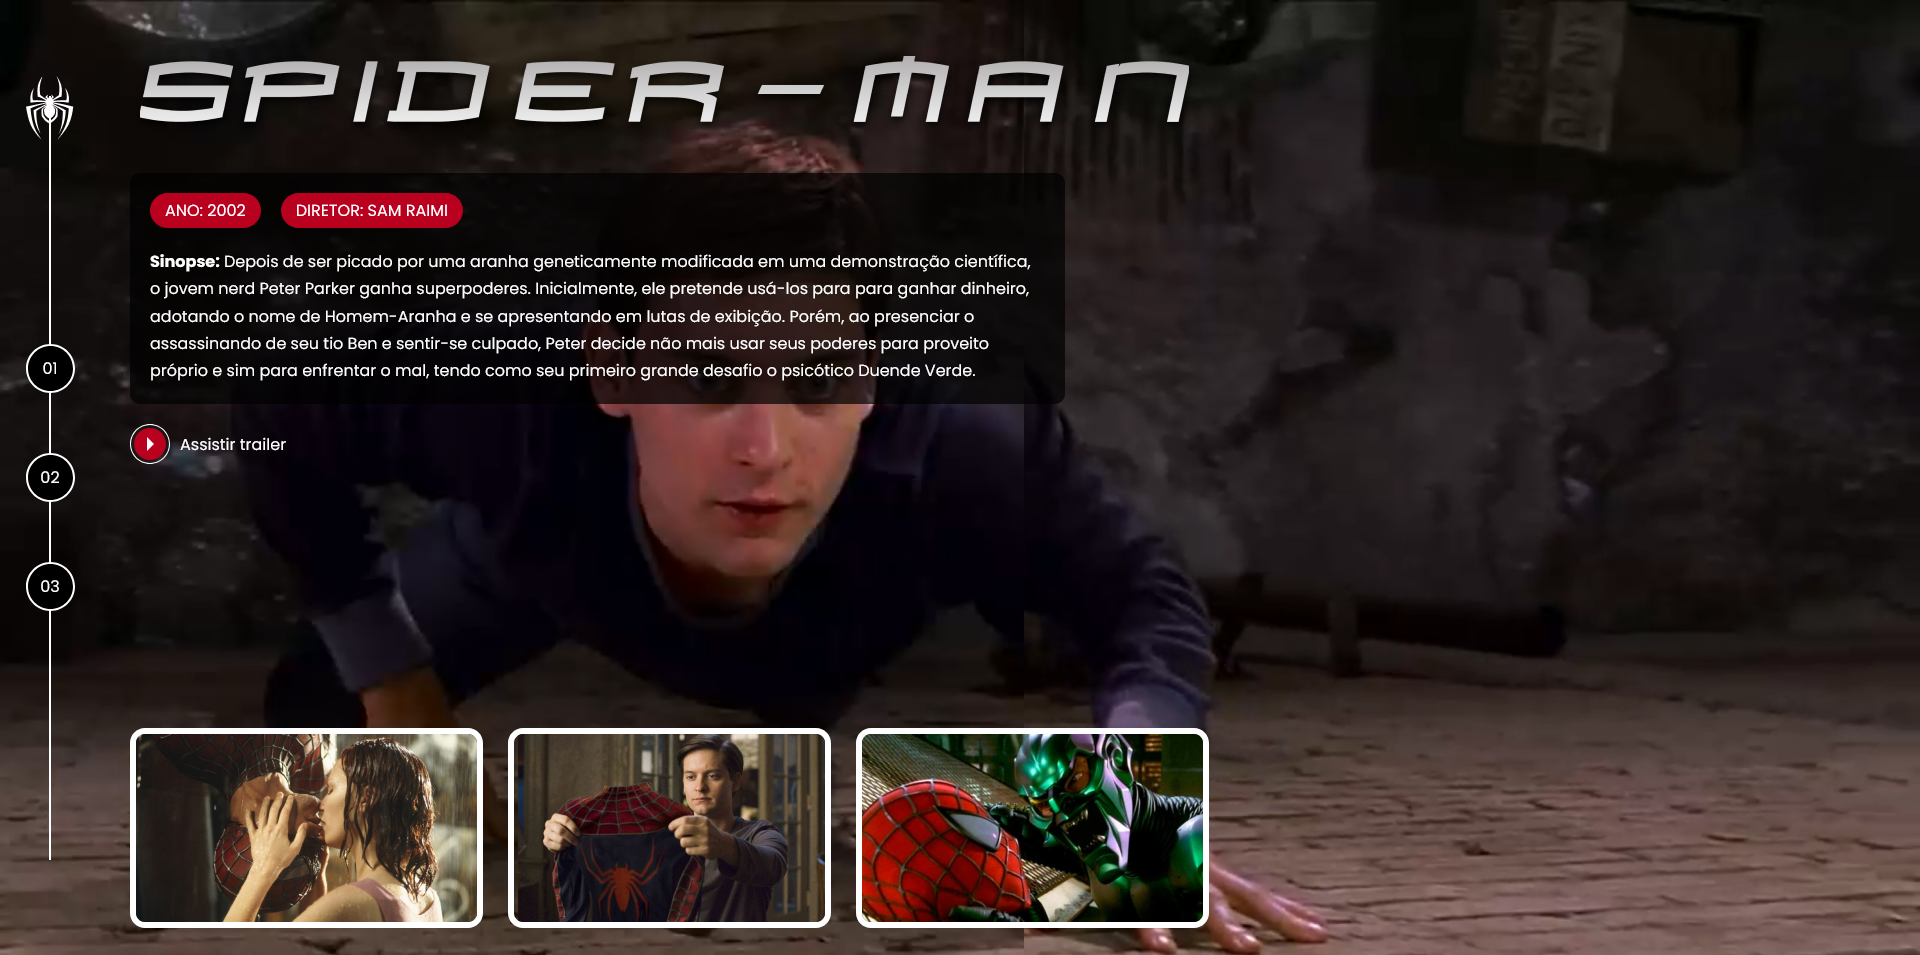 SPIDER-MAN
ANO: 2002
DIRETOR: SAM RAIMI
Sinopse: Depois de ser picado por uma aranha geneticamente modificada em uma demonstração científica,
o jovem nerd Peter Parker ganha superpoderes. Inicialmente, ele pretende usá-los para para ganhar dinheiro,
adotando o nome de Homem-Aranha e se apresentando em lutas de exibição. Porém, ao presenciar o
assassinando de seu tio Ben e sentir-se culpado, Peter decide não mais usar seus poderes para proveito
próprio e sim para enfrentar o mal, tendo como seu primeiro grande desafio o psicótico Duende Verde.
Assistir trailer
01
02
03